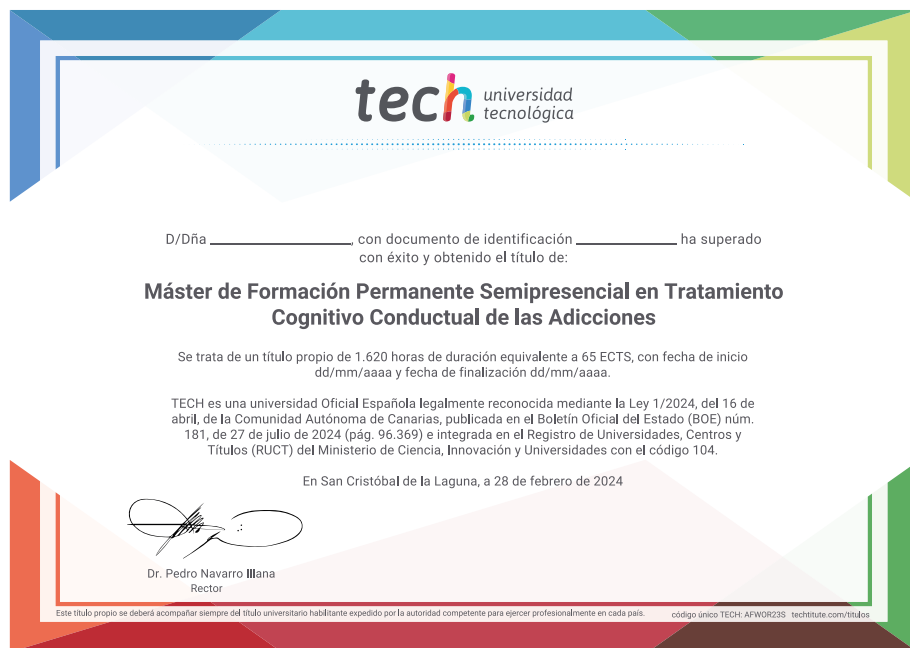 tech universidad
tecnológica
D/Dña ____________________, con documento de identificación ______________ ha superado
con éxito y obtenido el título de:
Máster de Formación Permanente Semipresencial en Tratamiento
Cognitivo Conductual de las Adicciones
Se trata de un título propio de 1.620 horas de duración equivalente a 65 ECTS, con fecha de inicio
dd/mm/aaaa y fecha de finalización dd/mm/aaaa.
TECH es una universidad Oficial Española legalmente reconocida mediante la Ley 1/2024, del 16 de
abril, de la Comunidad Autónoma de Canarias, publicada en el Boletín Oficial del Estado (BOE) núm.
181, de 27 de julio de 2024 (pág. 96.369) e integrada en el Registro de Universidades, Centros y
Títulos (RUCT) del Ministerio de Ciencia, Innovación y Universidades con el código 104.
En San Cristóbal de la Laguna, a 28 de febrero de 2024
Dr. Pedro Navarro Illana
Rector
Este título propio se deberá acompañar siempre del título universitario habilitante expedido por la autoridad competente para ejercer profesionalmente en cada país. código único TECH: AFWOR23S techtitute.com/titulos